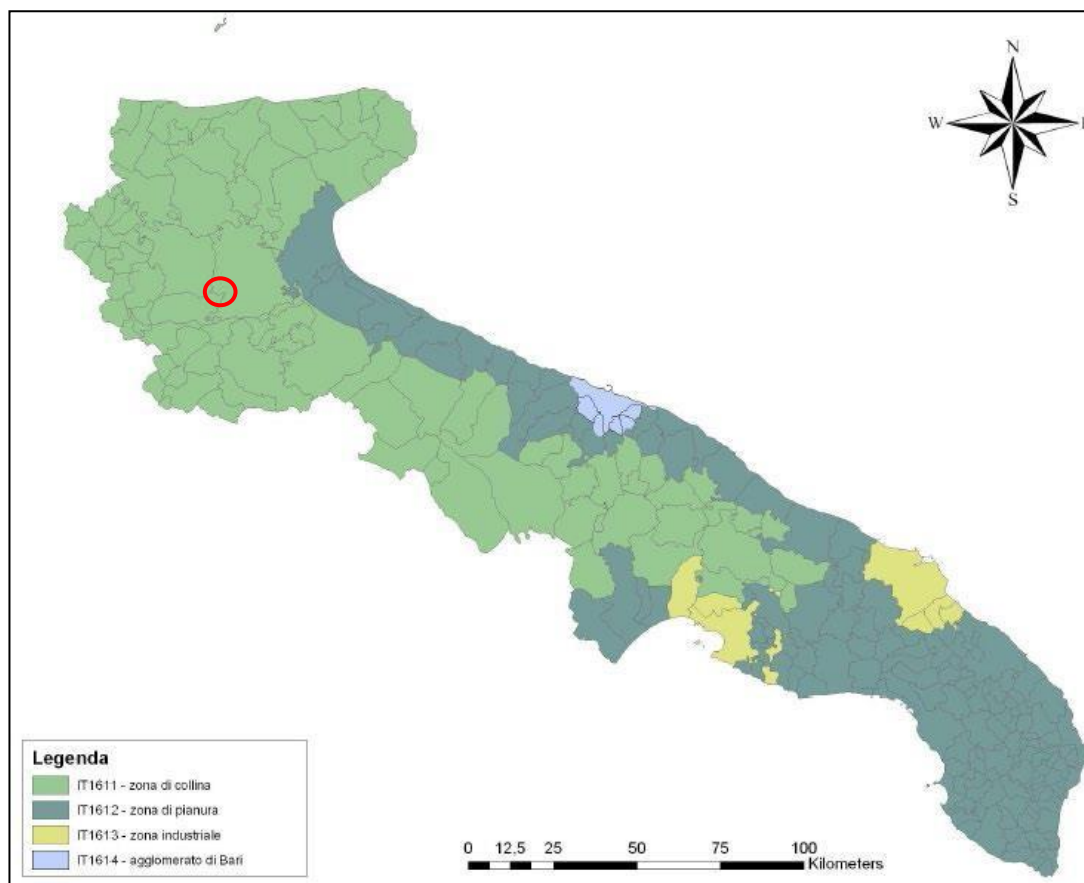 N
W
S
Legenda
IT1611 - zona di collina
IT1612 - zona di pianura
IT1613 - zona industriale
IT1614 - agglomerato di Bari
0 12,5 25 50 75 100
Kilometers